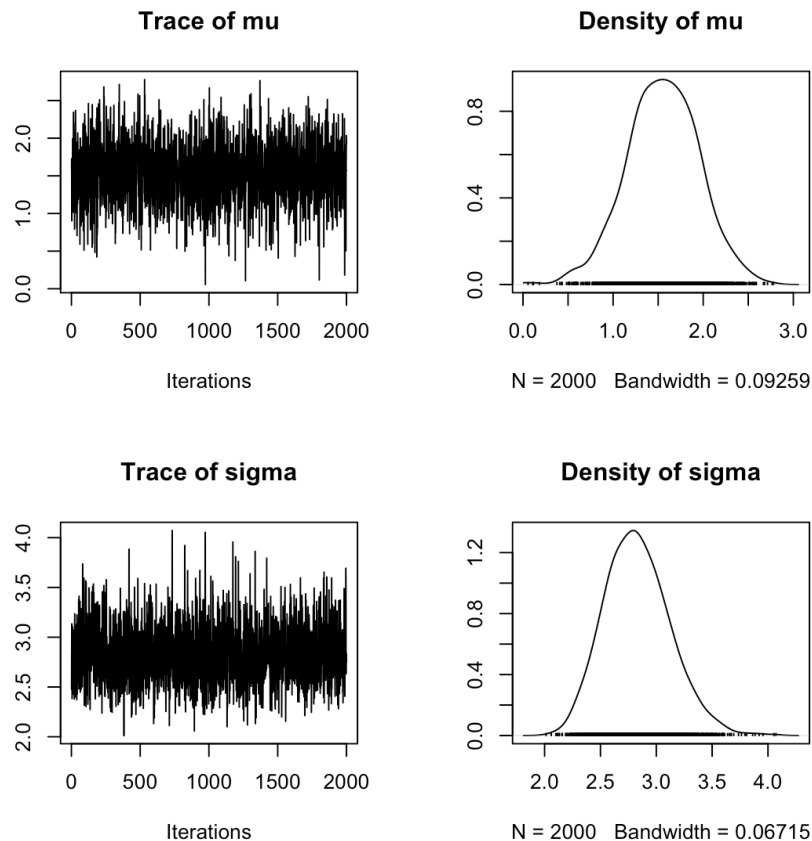 Trace of mu
0.0 1.0 2.0
0 500 1000 1500 2000
Iterations
Density of mu
0.0 0.4 0.8
0.0 1.0 2.0 3.0
N = 2000 Bandwidth = 0.09259
Trace of sigma
2.0 2.5 3.0 3.5 4.0
0 500 1000 1500 2000
Iterations
Density of sigma
0.0 0.4 0.8 1.2
2.0 2.5 3.0 3.5 4.0
N = 2000 Bandwidth = 0.06715